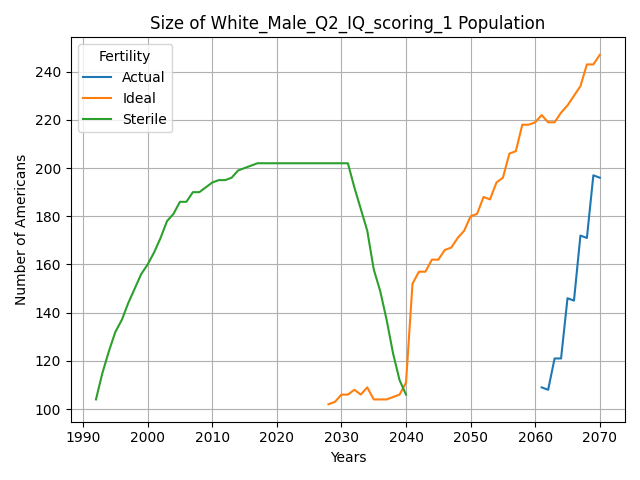 Size of White_Male_Q2_IQ_scoring_1 Population
Fertility
Actual
Ideal
Sterile
Number of Americans
240
220
200
180
160
140
120
100
1990 2000 2010 2020 2030 2040 2050 2060 2070
Years